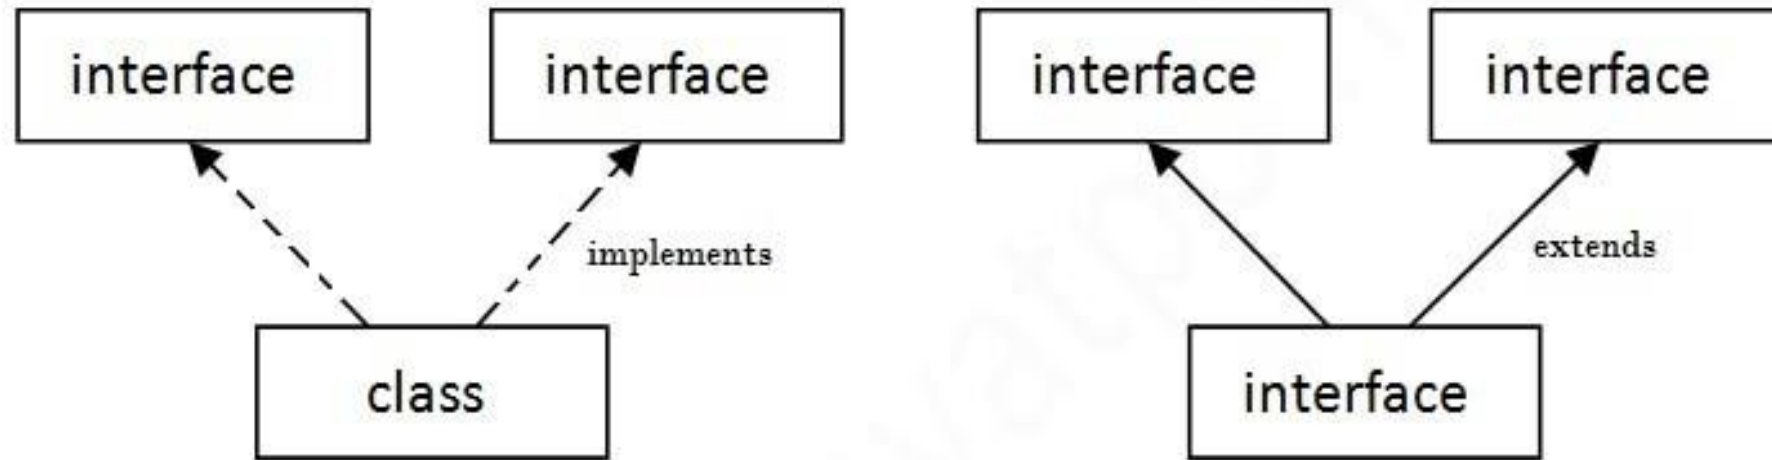 interface
interface
interface
interface
implements
extends
class
interface